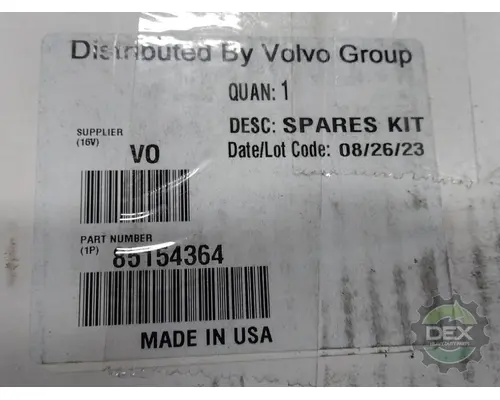 Distributed By Volvo Group
QUAN: 1
DESC: SPARES KIT
Date/Lot Code: 08/26/23
SUPPLIER
(16V)
VO
PART NUMBER
(1P)
85154364
MADE IN USA
DEX